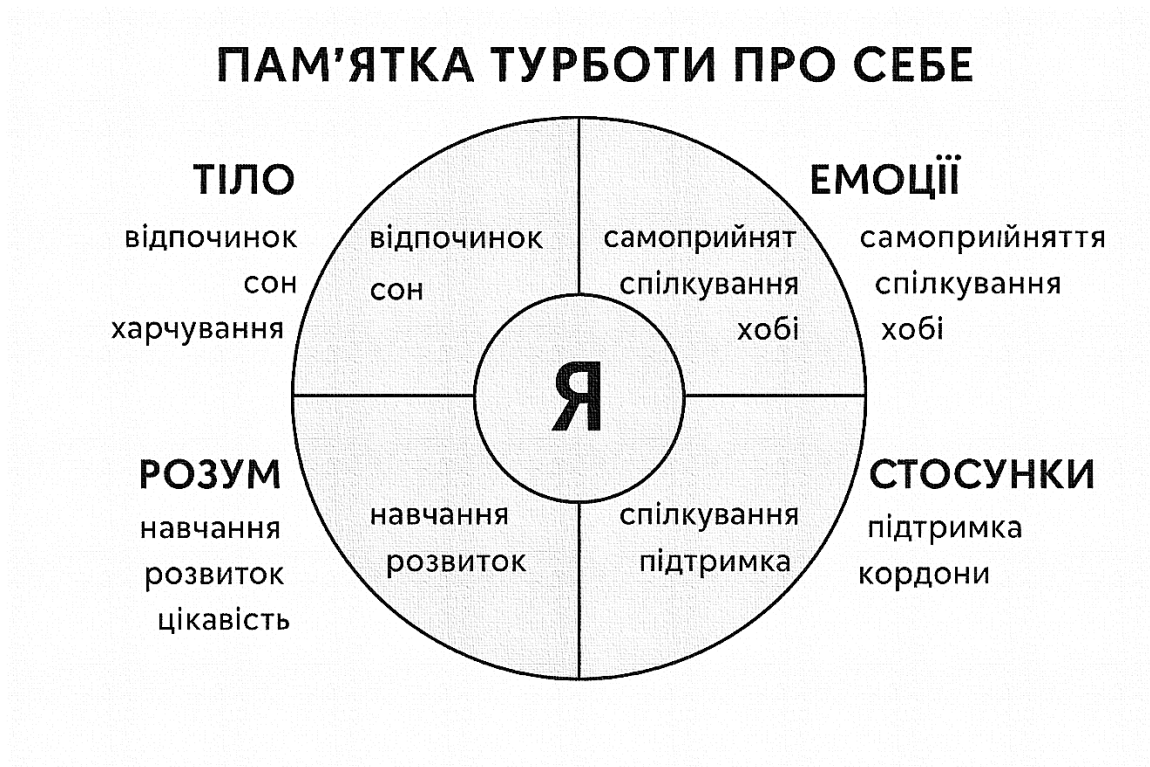 ПАМ’ЯТКА ТУРБОТИ ПРО СЕБЕ
ТІЛО
відпочинок
сон
харчування
відпочинок
сон
самоприйнят
спілкування
хобі
ЕМОЦІЇ
самоприийняття
спілкування
хобі
Я
РОЗУМ
навчання
розвиток
цікавість
навчання
розвиток
спілкування
підтримка
СТОСУНКИ
підтримка
кордони